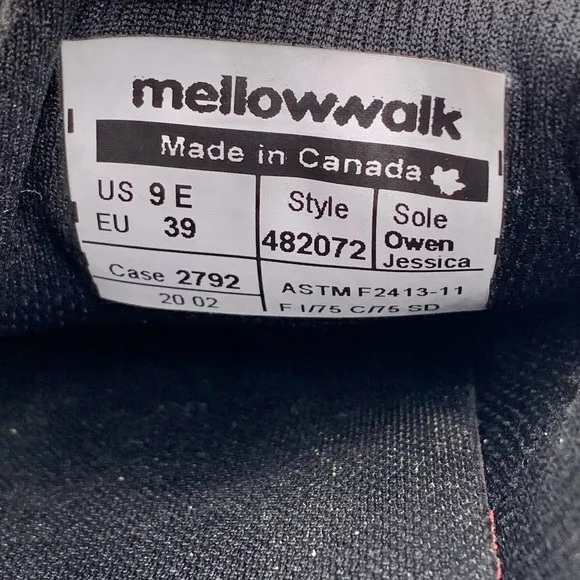 mellowwalk
Made in Canada
US 9 E
EU 39
Style
482072
Sole
Owen
Jessica
Case 2792
20 02
ASTM F2413-11
F I/75 C/75 SD